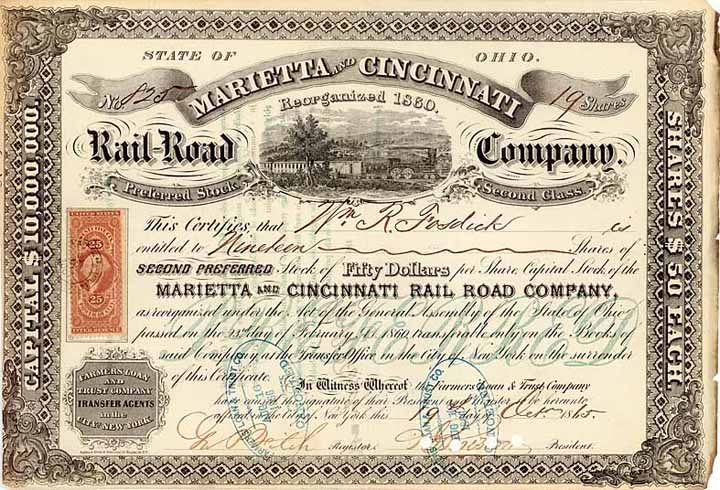 STATE OF OHIO.
No. 825
MARIETTA AND CINCINNATI
19 Shares
Reorganized 1860.
Rail-Road Company.
Preferred Stock Second Class.
CAPITAL $10.000.000.
SHARES $50 EACH.
This Certifies, that Wm R. Fosdick is
entitled to Nineteen Shares of
SECOND PREFERRED Stock of Fifty Dollars per Share, Capital Stock of the
MARIETTA AND CINCINNATI RAIL ROAD COMPANY,
as reorganized under the Act of the General Assembly of the State of Ohio
passed on the day of February transferable only on the Books of
said Company, at the Transfer Office in the City of New York on the surrender
of this Certificate.
In Witness Whereof the Farmers Loan & Trust Company
have caused the signature of their President and Register to be hereunto
affixed in the City of New York this 9 day of Oct. 1865.
Register. President.
UNITED STATES
25 25
INTER. REVENUE
FARMERS LOAN
AND
TRUST COMPANY
TRANSFER AGENTS
in the
CITY OF NEW YORK